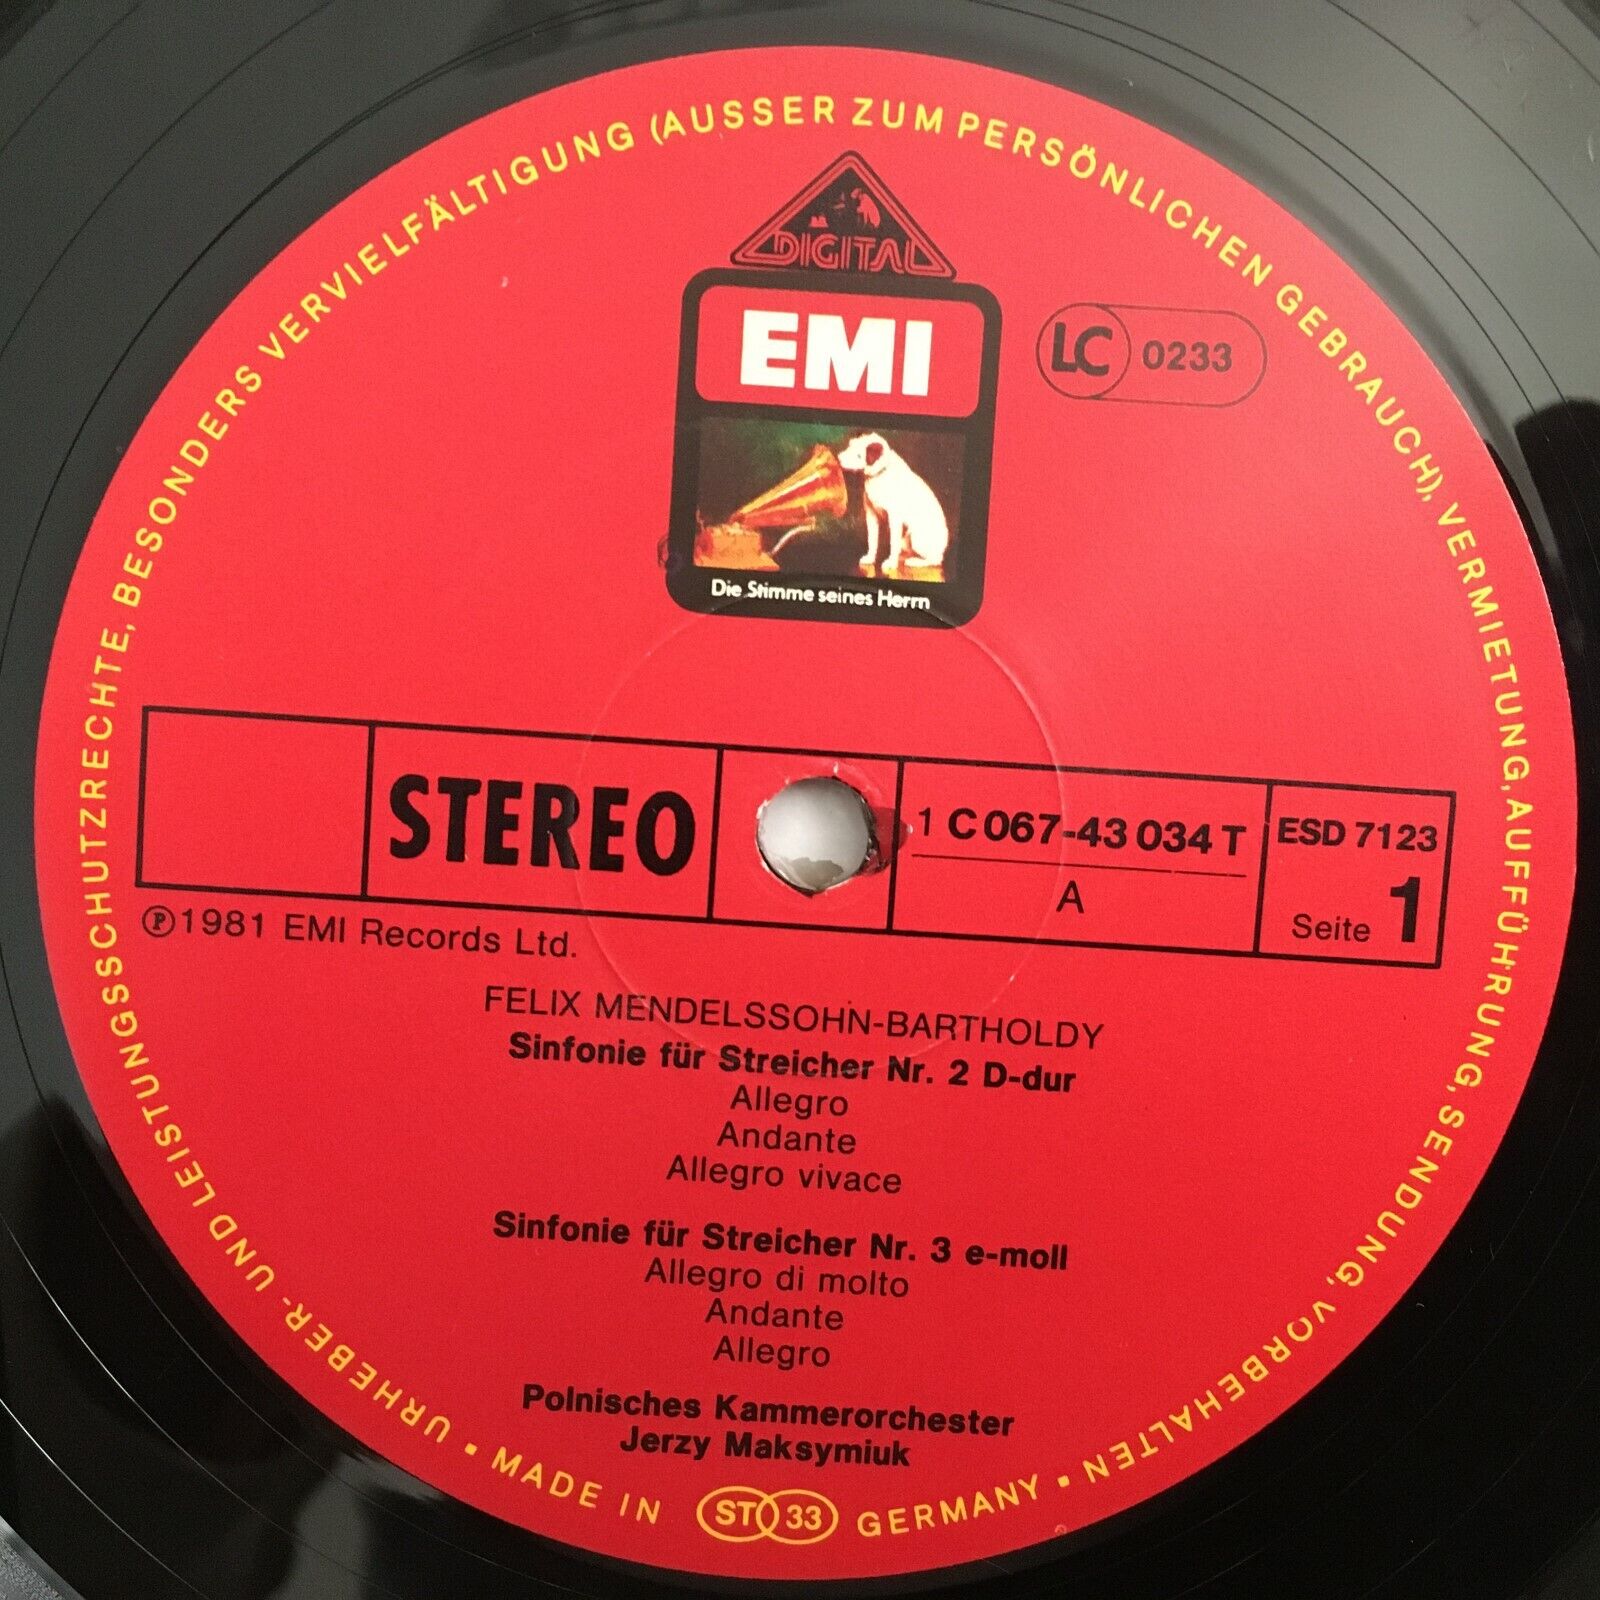 URHEBER- UND LEISTUNGSSCHUTZRECHTE, BESONDERS VERVIELFÄLTIGUNG (AUSSER ZUM PERSÖNLICHEN GEBRAUCH), VERMIETUNG, AUFFÜHRUNG, SENDUNG, VORBEHALTEN • MADE IN ST 33 GERMANY •
DIGITAL
EMI
LC 0233
Die Stimme seines Herrn
STEREO
1 C 067-43 034 T
A
ESD 7123
Seite 1
℗ 1981 EMI Records Ltd.
FELIX MENDELSSOHN-BARTHOLDY
Sinfonie für Streicher Nr. 2 D-dur
Allegro
Andante
Allegro vivace
Sinfonie für Streicher Nr. 3 e-moll
Allegro di molto
Andante
Allegro
Polnisches Kammerorchester
Jerzy Maksymiuk